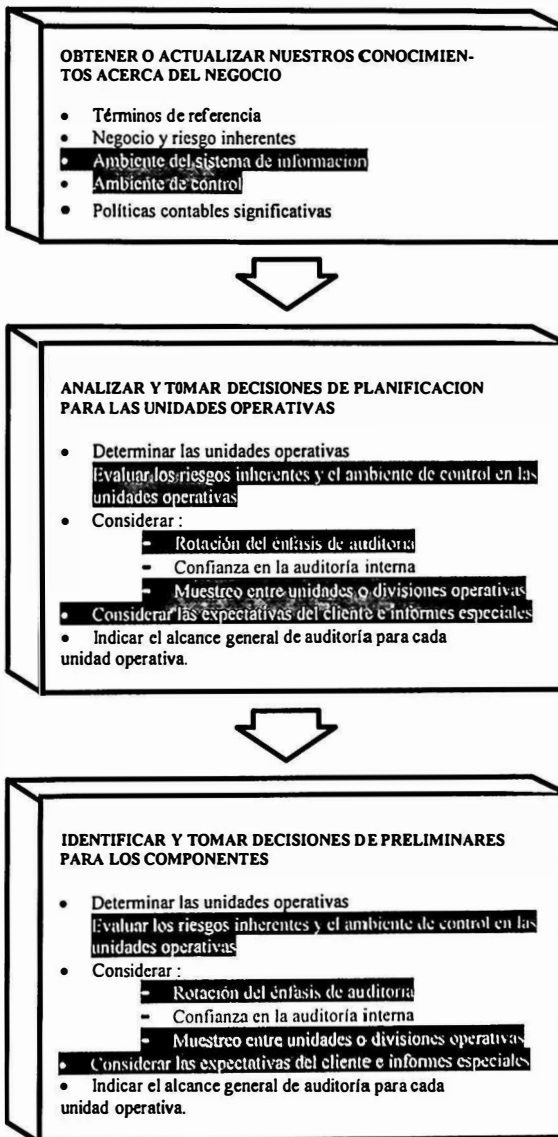 OBTENER O ACTUALIZAR NUESTROS CONOCIMIEN-
TOS ACERCA DEL NEGOCIO
• Términos de referencia
• Negocio y riesgo inherentes
• Ambiente del sistema de informacion
• Ambiente de control
• Políticas contables significativas
ANALIZAR Y TOMAR DECISIONES DE PLANIFICACION
PARA LAS UNIDADES OPERATIVAS
• Determinar las unidades operativas
Evaluar los riesgos inherentes y el ambiente de control en las
unidades operativas
• Considerar :
- Rotación del énfasis de auditoria
- Confianza en la auditoría interna
- Muestreo entre unidades o divisiones operativas
• Considerar las expectativas del cliente e informes especiales
• Indicar el alcance general de auditoría para cada
unidad operativa.
IDENTIFICAR Y TOMAR DECISIONES DE PRELIMINARES
PARA LOS COMPONENTES
• Determinar las unidades operativas
Evaluar los riesgos inherentes y el ambiente de control en las
unidades operativas
• Considerar :
- Rotación del énfasis de auditoria
- Confianza en la auditoría interna
- Muestreo entre unidades o divisiones operativas
• Considerar las expectativas del cliente e informes especiales
• Indicar el alcance general de auditoría para cada
unidad operativa.